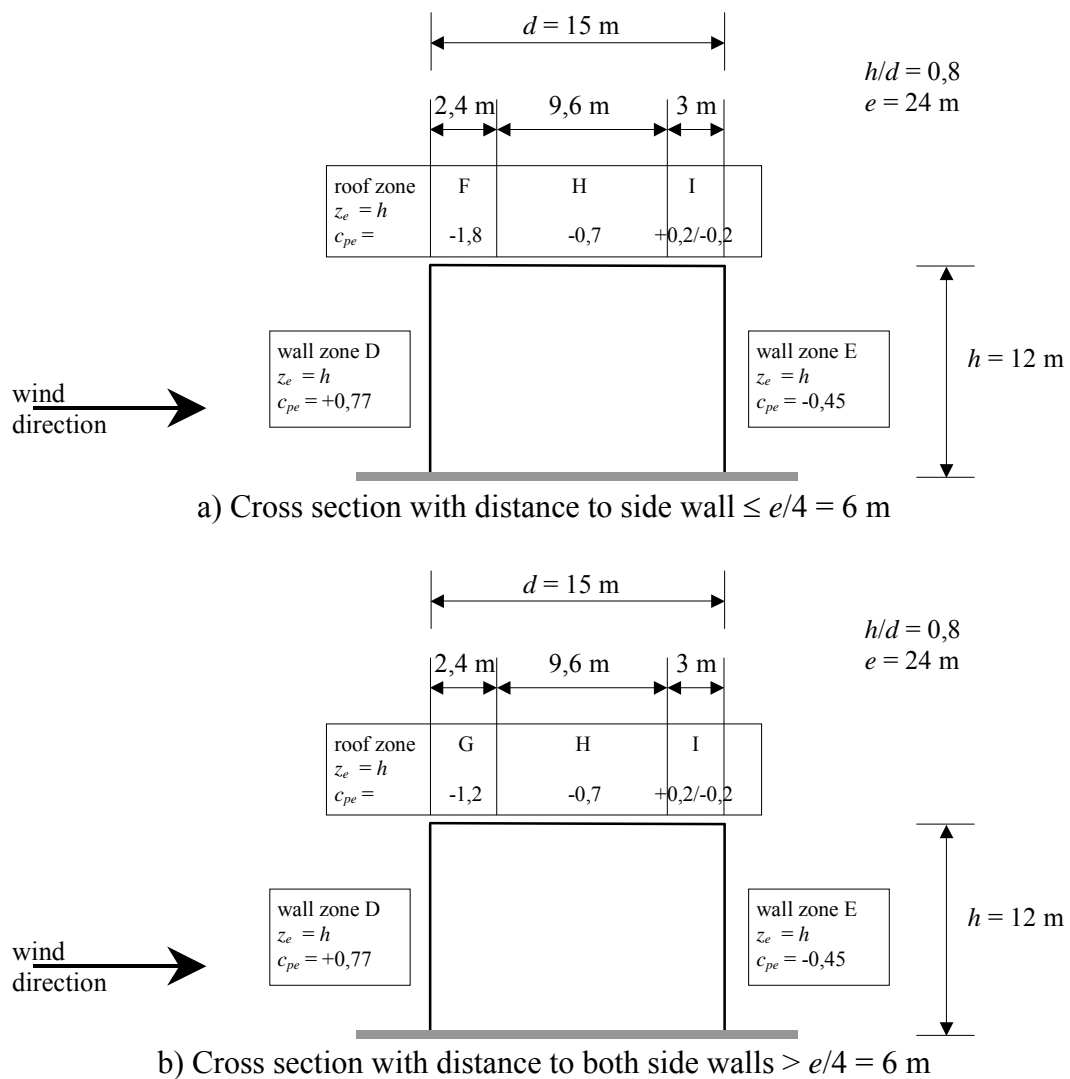 d = 15 m
h/d = 0,8
e = 24 m
2,4 m 9,6 m 3 m
roof zone F H I
z_e = h
c_pe = -1,8 -0,7 +0,2/-0,2
wall zone D
z_e = h
c_pe = +0,77
wall zone E
z_e = h
c_pe = -0,45
h = 12 m
wind
direction
a) Cross section with distance to side wall ≤ e/4 = 6 m
d = 15 m
h/d = 0,8
e = 24 m
2,4 m 9,6 m 3 m
roof zone G H I
z_e = h
c_pe = -1,2 -0,7 +0,2/-0,2
wall zone D
z_e = h
c_pe = +0,77
wall zone E
z_e = h
c_pe = -0,45
h = 12 m
wind
direction
b) Cross section with distance to both side walls > e/4 = 6 m